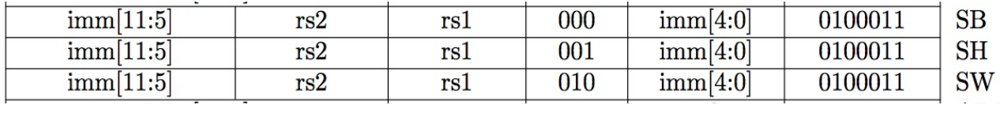 imm[11:5] rs2 rs1 000 imm[4:0] 0100011 SB
imm[11:5] rs2 rs1 001 imm[4:0] 0100011 SH
imm[11:5] rs2 rs1 010 imm[4:0] 0100011 SW